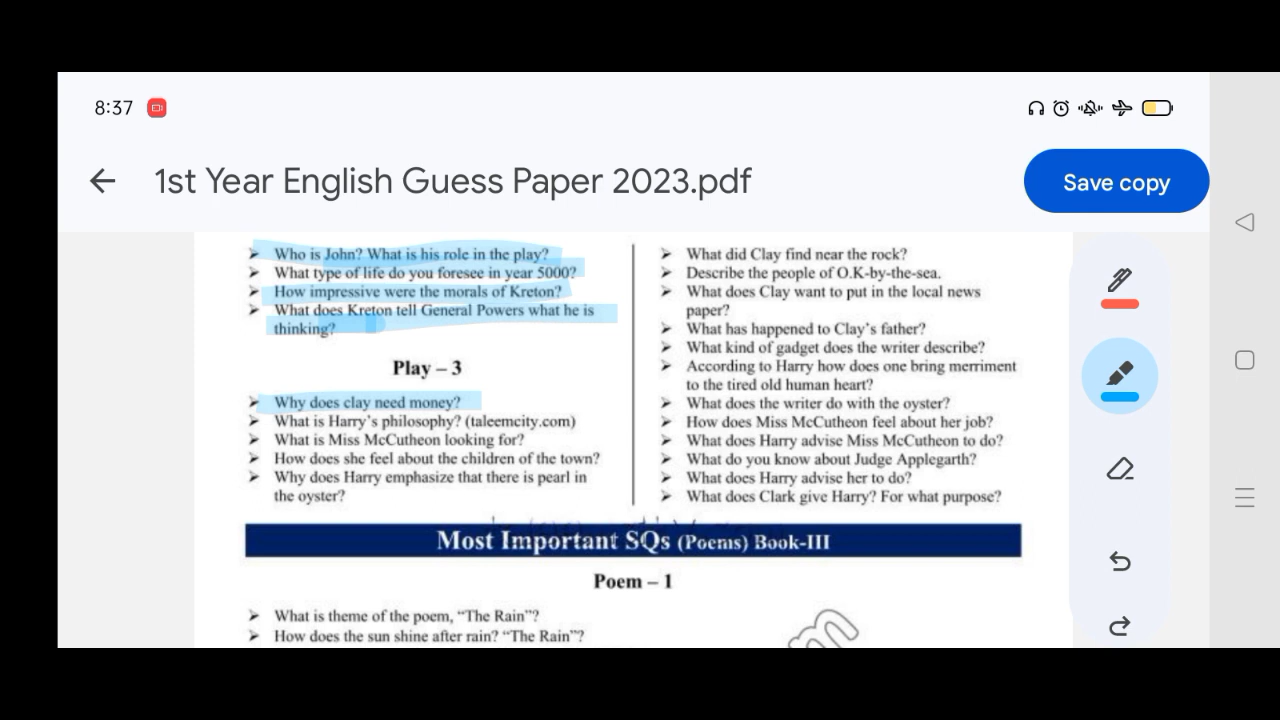 8:37
1st Year English Guess Paper 2023.pdf
Save copy
➤ Who is John? What is his role in the play?
➤ What type of life do you foresee in year 5000?
➤ How impressive were the morals of Kreton?
➤ What does Kreton tell General Powers what he is
thinking?
Play – 3
➤ Why does clay need money?
➤ What is Harry's philosophy? (taleemcity.com)
➤ What is Miss McCutheon looking for?
➤ How does she feel about the children of the town?
➤ Why does Harry emphasize that there is pearl in
the oyster?
➤ What did Clay find near the rock?
➤ Describe the people of O.K-by-the-sea.
➤ What does Clay want to put in the local news
paper?
➤ What has happened to Clay's father?
➤ What kind of gadget does the writer describe?
➤ According to Harry how does one bring merriment
to the tired old human heart?
➤ What does the writer do with the oyster?
➤ How does Miss McCutheon feel about her job?
➤ What does Harry advise Miss McCutheon to do?
➤ What do you know about Judge Applegarth?
➤ What does Harry advise her to do?
➤ What does Clark give Harry? For what purpose?
Most Important SQs (Poems) Book-III
Poem – 1
➤ What is theme of the poem, “The Rain”?
➤ How does the sun shine after rain? “The Rain”?
m